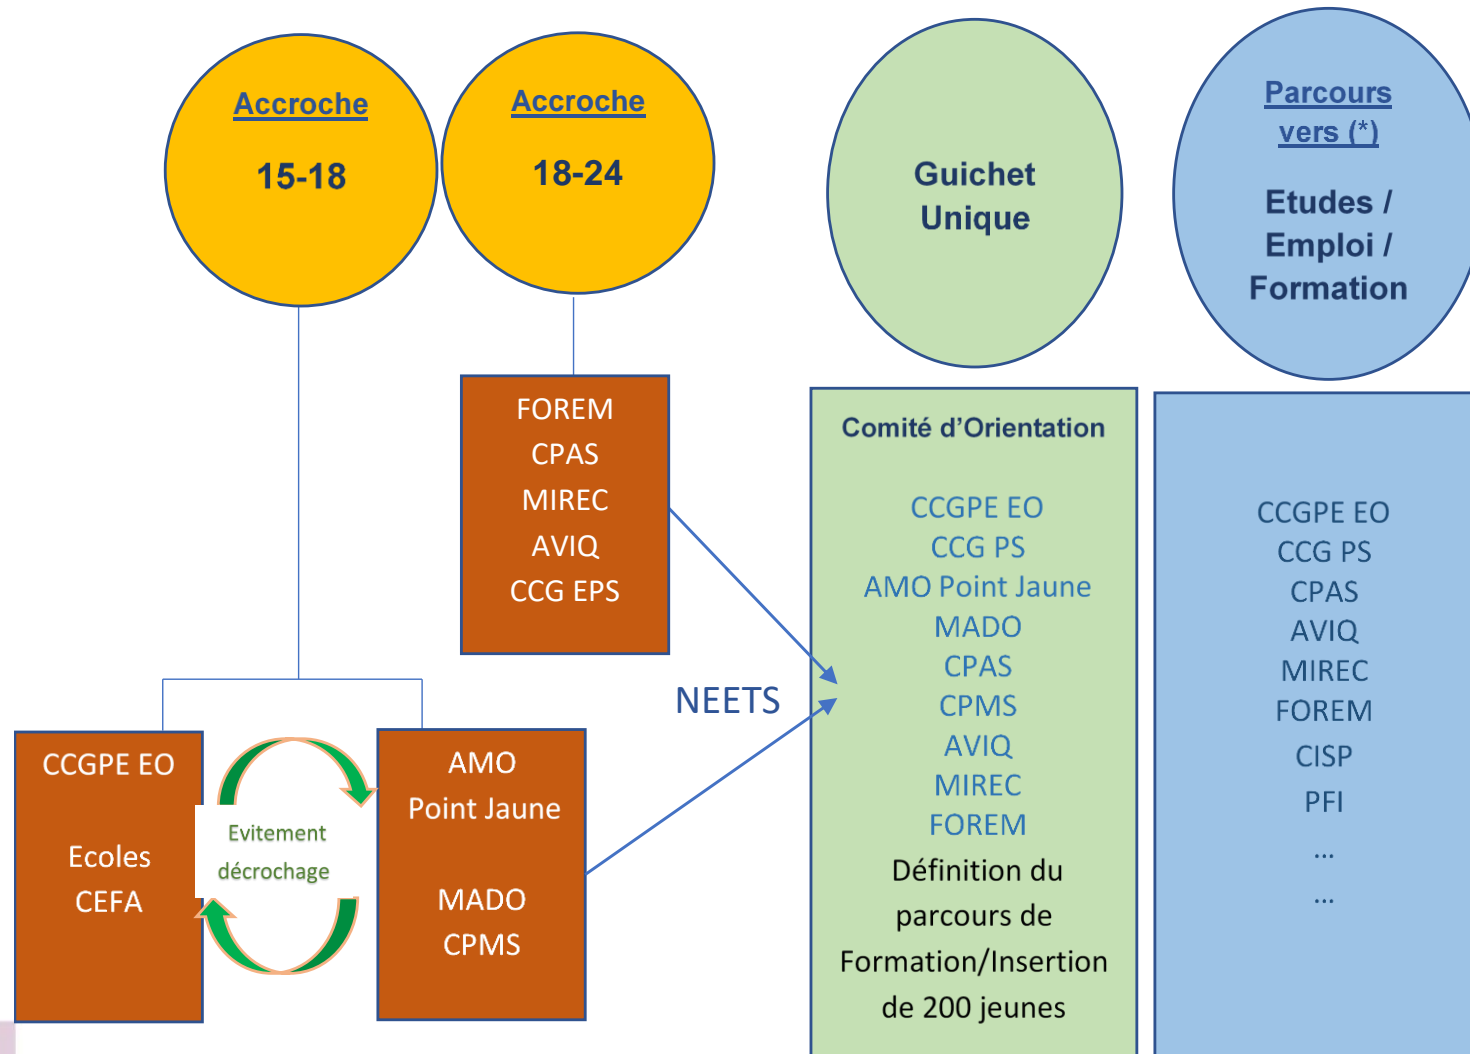 Accroche
15-18
Accroche
18-24
Guichet
Unique
Parcours
vers (*)
Etudes /
Emploi /
Formation
FOREM
CPAS
MIREC
AVIQ
CCG EPS
NEETS
CCGPE EO
Ecoles
CEFA
Evitement
décrochage
AMO
Point Jaune
MADO
CPMS
Comité d’Orientation
CCGPE EO
CCG PS
AMO Point Jaune
MADO
CPAS
CPMS
AVIQ
MIREC
FOREM
Définition du
parcours de
Formation/Insertion
de 200 jeunes
CCGPE EO
CCG PS
CPAS
AVIQ
MIREC
FOREM
CISP
PFI
...
...